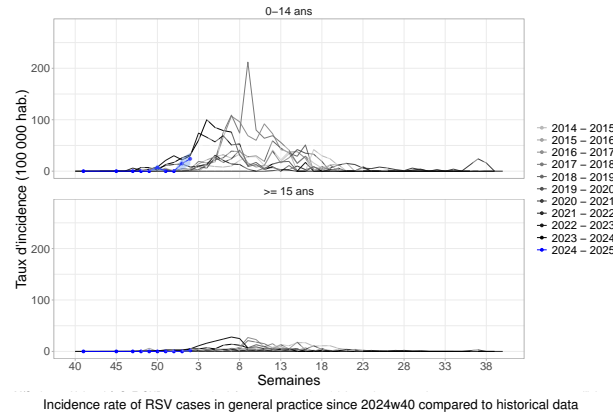 0–14 ans
Taux d'incidence (100 000 hab.)
200
100
0
>= 15 ans
200
100
0
40 45 50 3 8 13 18 23 28 33 38
Semaines
2014 – 2015
2015 – 2016
2016 – 2017
2017 – 2018
2018 – 2019
2019 – 2020
2020 – 2021
2021 – 2022
2022 – 2023
2023 – 2024
2024 – 2025
Incidence rate of RSV cases in general practice since 2024w40 compared to historical data